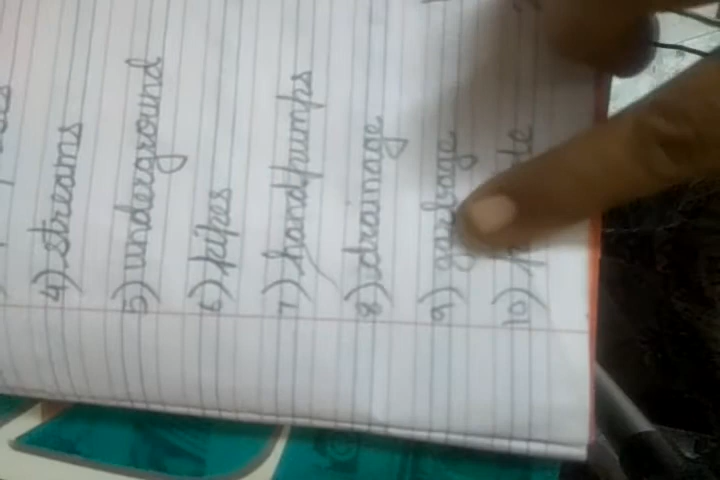 4) streams
5) underground
6) pipes
7) handpumps
8) drainage
9) garbage
10)